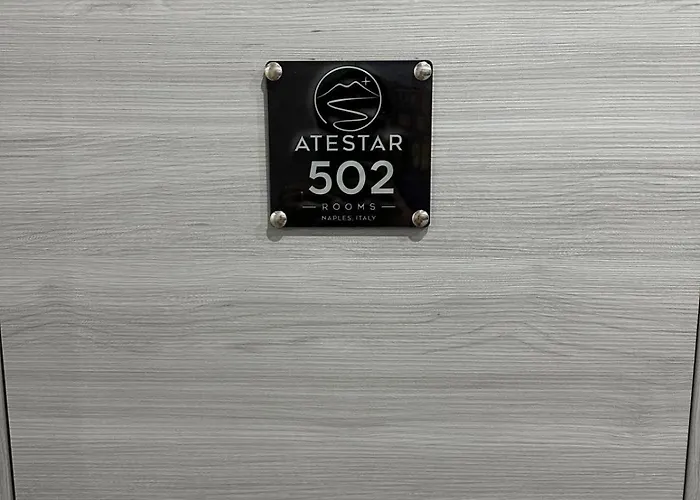 ATESTAR
502
ROOMS
NAPLES, ITALY